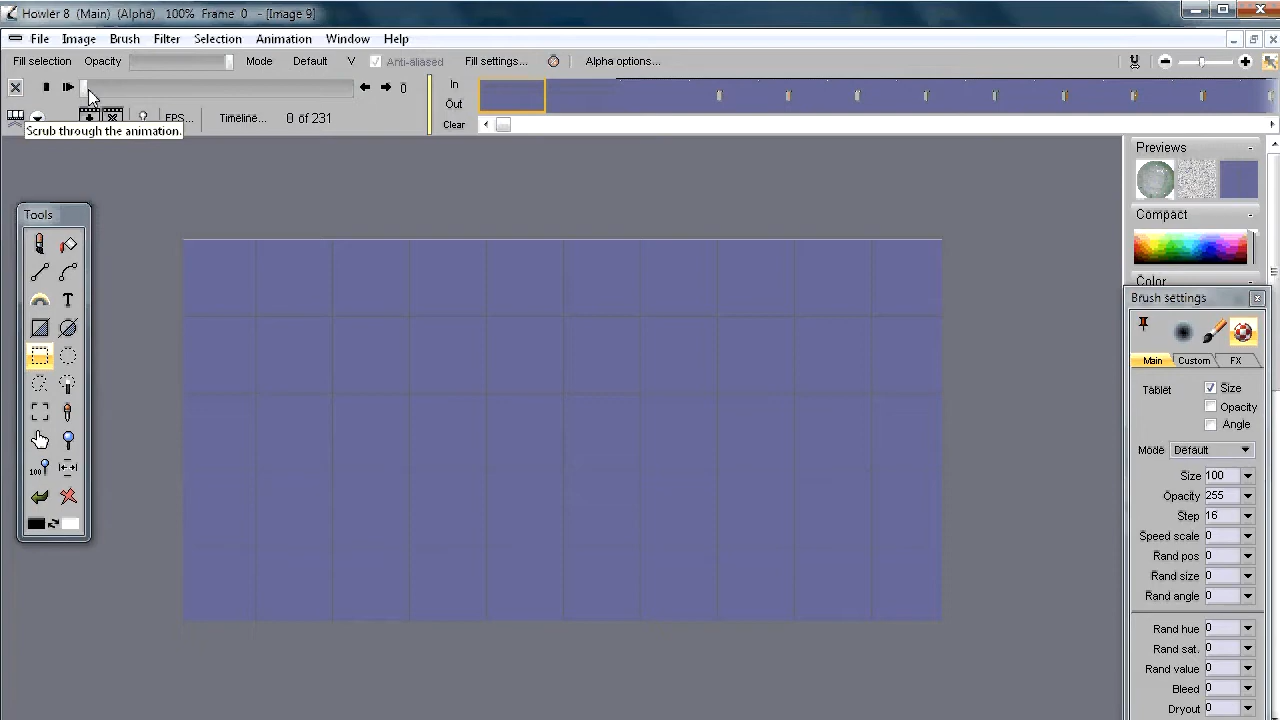 Howler 8 (Main) (Alpha) 100% Frame 0 - [Image 9]
File Image Brush Filter Selection Animation Window Help
Fill selection Opacity Mode Default V Anti-aliased Fill settings... Alpha options...
In
Out
Clear
FPS... Timeline... 0 of 231
Scrub through the animation.
Tools
T
100
Previews
Compact
Color
Brush settings
Main Custom FX
Tablet Size
Opacity
Angle
Mode Default
Size 100
Opacity 255
Step 16
Speed scale 0
Rand pos 0
Rand size 0
Rand angle 0
Rand hue 0
Rand sat. 0
Rand value 0
Bleed 0
Dryout 0